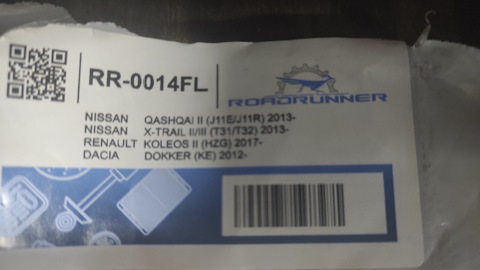 RR-0014FL
ROADRUNNER
NISSAN QASHQAI II (J11E/J11R) 2013-
NISSAN X-TRAIL II/III (T31/T32) 2013-
RENAULT KOLEOS II (HZG) 2017-
DACIA DOKKER (KE) 2012-